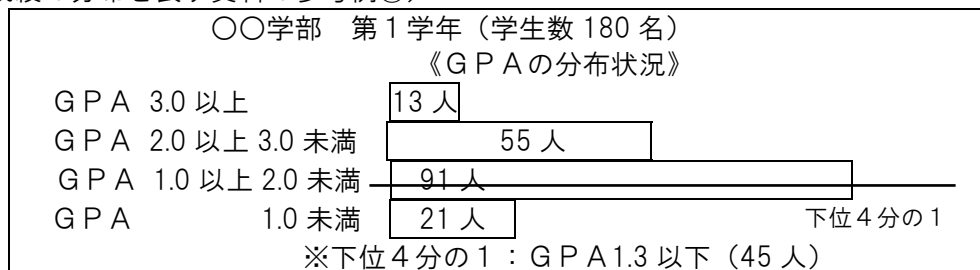 〇〇学部　第１学年（学生数 180 名）
《ＧＰＡの分布状況》
ＧＰＡ 3.0 以上　13 人
ＧＰＡ 2.0 以上 3.0 未満　55 人
ＧＰＡ 1.0 以上 2.0 未満　91 人
ＧＰＡ　1.0 未満　21 人　下位４分の１
※下位４分の１：ＧＰＡ1.3 以下（45 人）